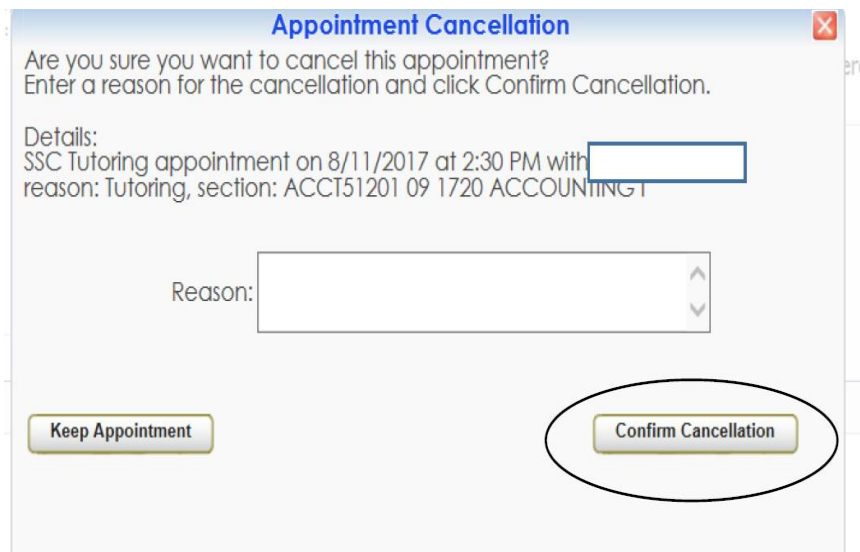 Appointment Cancellation
Are you sure you want to cancel this appointment?
Enter a reason for the cancellation and click Confirm Cancellation.
Details:
SSC Tutoring appointment on 8/11/2017 at 2:30 PM with
reason: Tutoring, section: ACCT51201 09 1720 ACCOUNTING1
Reason:
Keep Appointment
Confirm Cancellation